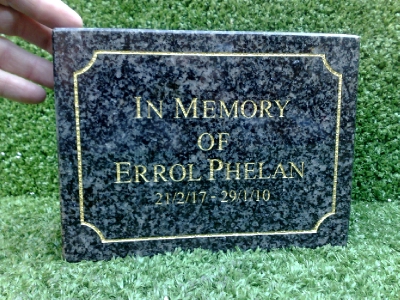 IN MEMORY
OF
ERROL PHELAN
21/2/17 - 29/1/10